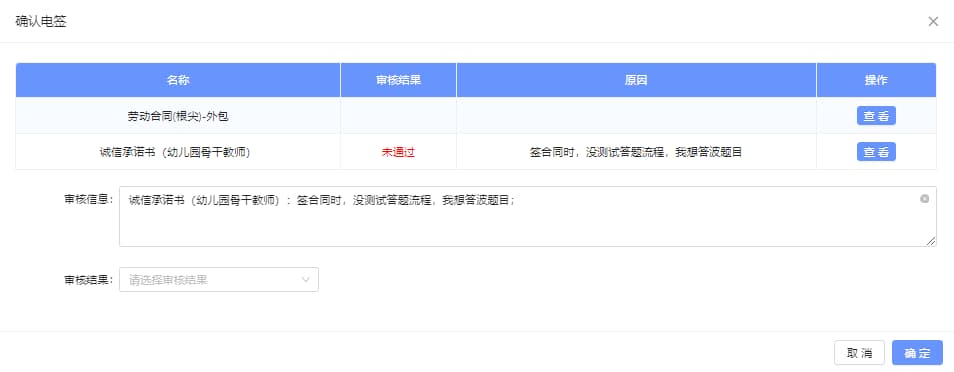 确认电签
名称 审核结果 原因 操作
劳动合同(根尖)-外包 查 看
诚信承诺书（幼儿园骨干教师） 未通过 签合同时，没测试答题流程，我想答波题目 查 看
审核信息： 诚信承诺书（幼儿园骨干教师）：签合同时，没测试答题流程，我想答波题目；
审核结果： 请选择审核结果
取 消 确 定